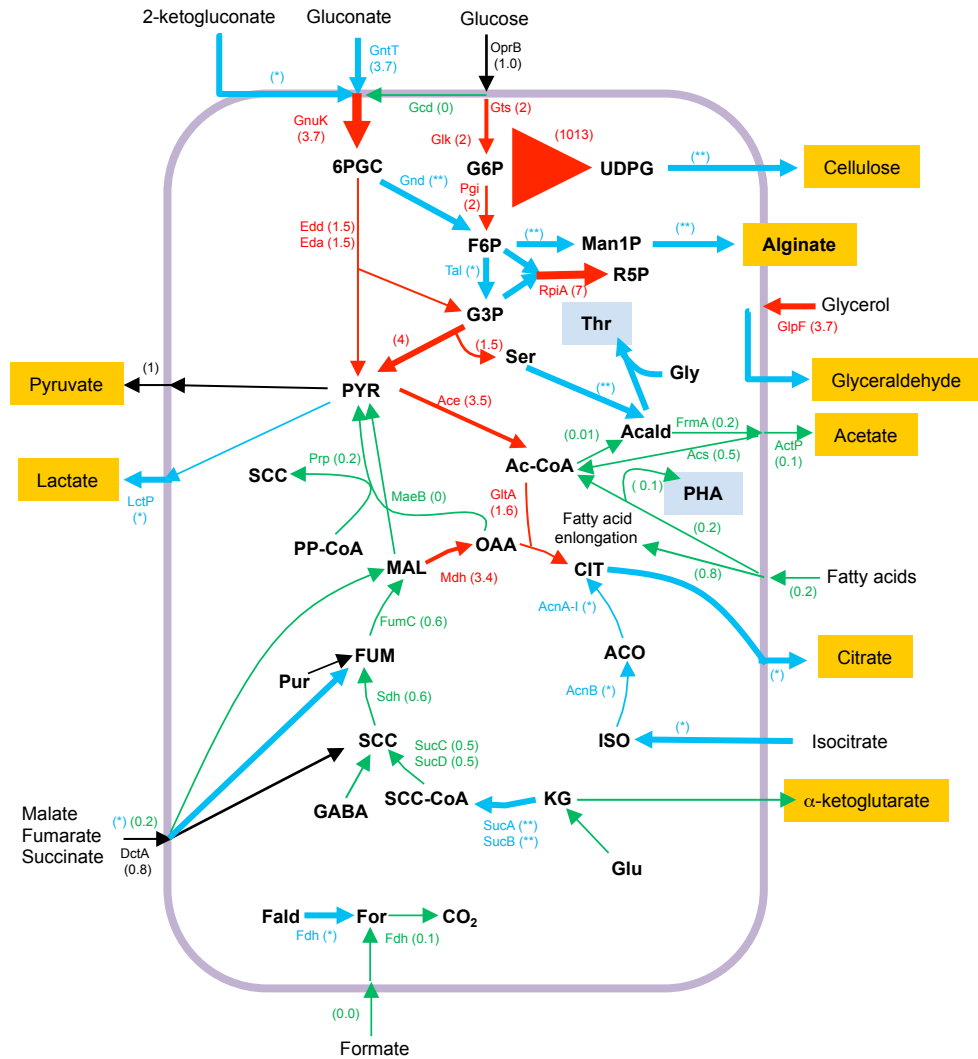 2-ketogluconate
Gluconate
Glucose
GntT
(3.7)
OprB
(1.0)
(*)
Gcd (0)
Gts (2)
GnuK
(3.7)
Glk (2)
(1013)
6PGC
G6P
UDPG
(**)
Cellulose
Gnd (**)
Pgi
(2)
Edd (1.5)
Eda (1.5)
F6P
(**)
Man1P
(**)
Alginate
Tal (*)
R5P
RpiA (7)
Glycerol
GlpF (3.7)
G3P
Thr
(4)
(1.5)
Ser
Gly
(1)
Pyruvate
PYR
(**)
Glyceraldehyde
Ace (3.5)
Acald
FrmA (0.2)
Acetate
(0.01)
ActP
(0.1)
Acs (0.5)
Prp (0.2)
SCC
Ac-CoA
Lactate
LctP
(*)
MaeB (0)
GltA
(1.6)
( 0.1)
PHA
Fatty acid
enlongation
(0.2)
PP-CoA
OAA
MAL
Mdh (3.4)
CIT
(0.8)
Fatty acids
(0.2)
AcnA-I (*)
FumC (0.6)
FUM
ACO
Citrate
(*)
Pur
Sdh (0.6)
AcnB (*)
SCC
ISO
(*)
Isocitrate
SucC (0.5)
SucD (0.5)
GABA
SCC-CoA
KG
α-ketoglutarate
Malate
Fumarate
Succinate
(*) (0.2)
DctA
(0.8)
SucA (**)
SucB (**)
Glu
Fald
For
CO2
Fdh (*)
Fdh (0.1)
(0.0)
Formate